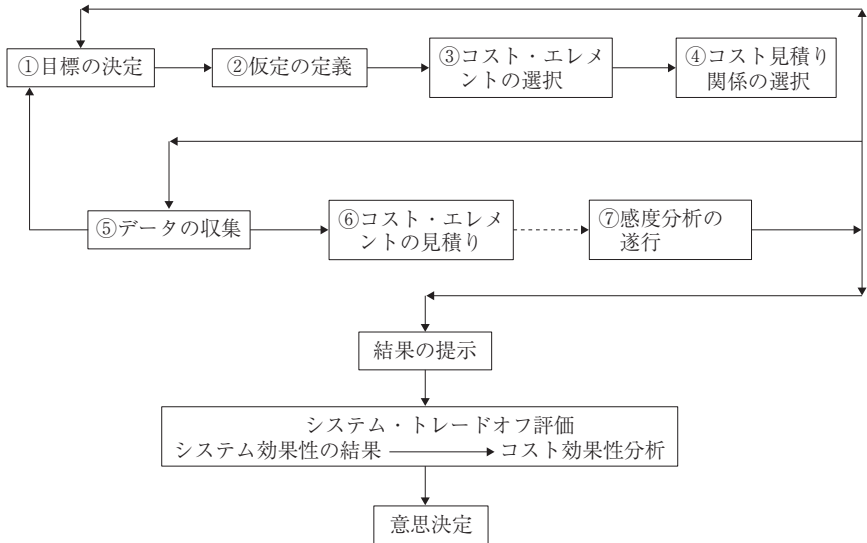 ①目標の決定
②仮定の定義
③コスト・エレメ
ントの選択
④コスト見積り
関係の選択
⑤データの収集
⑥コスト・エレメ
ントの見積り
⑦感度分析の
遂行
結果の提示
システム・トレードオフ評価
システム効果性の結果 コスト効果性分析
意思決定